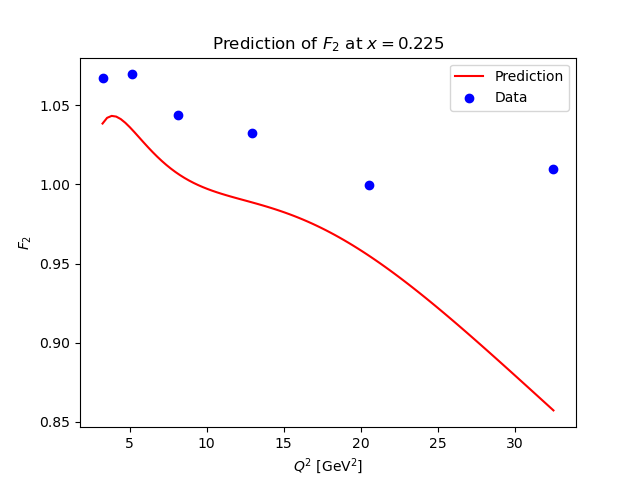 Prediction of F₂ at x = 0.225
Prediction
Data
1.05
1.00
0.95
0.90
0.85
F₂
5 10 15 20 25 30
Q² [GeV²]